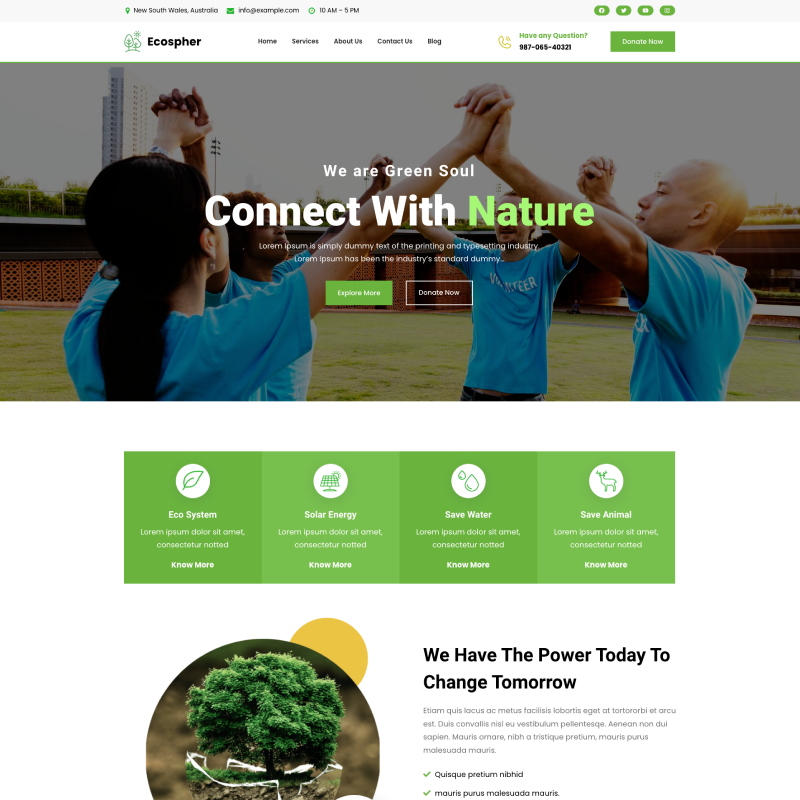 New South Wales, Australia info@example.com 10 AM – 5 PM
Ecospher
Home Services About Us Contact Us Blog
Have any Question?
987-065-40321
Donate Now
We are Green Soul
Connect With Nature
Lorem Ipsum is simply dummy text of the printing and typesetting industry.
Lorem Ipsum has been the industry's standard dummy...
Explore More Donate Now
VOLUNTEER
Eco System
Lorem ipsum dolor sit amet,
consectetur notted
Know More
Solar Energy
Lorem ipsum dolor sit amet,
consectetur notted
Know More
Save Water
Lorem ipsum dolor sit amet,
consectetur notted
Know More
Save Animal
Lorem ipsum dolor sit amet,
consectetur notted
Know More
We Have The Power Today To
Change Tomorrow
Etiam quis lacus ac metus facilisis lobortis eget at tortororbi et arcu
est. Duis convallis nisl eu vestibulum pellentesqe. Aenean non dui
sapien. Mauris ornare, nibh a tristique pretium, mauris purus
malesuada mauris.
Quisque pretium nibhid
mauris purus malesuada mauris.